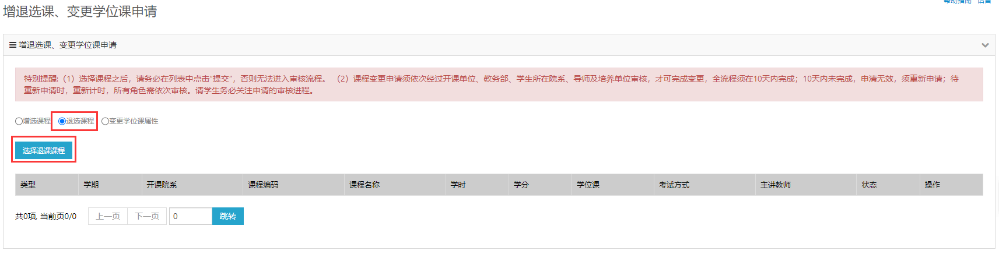 帮助指南 语言
增退选课、变更学位课申请
增退选课、变更学位课申请
特别提醒:（1）选择课程之后，请务必在列表中点击“提交”，否则无法进入审核流程。 （2）课程变更申请须依次经过开课单位、教务部、学生所在院系、导师及培养单位审核，才可完成变更，全流程须在10天内完成；10天内未完成，申请无效，须重新申请；待
重新申请时，重新计时，所有角色需依次审核。请学生务必关注申请的审核进程。
增选课程 退选课程 变更学位课属性
选择退课课程
类型 学期 开课院系 课程编码 课程名称 学时 学分 学位课 考试方式 主讲教师 状态 操作
共0项, 当前页0/0 上一页 下一页 0 跳转